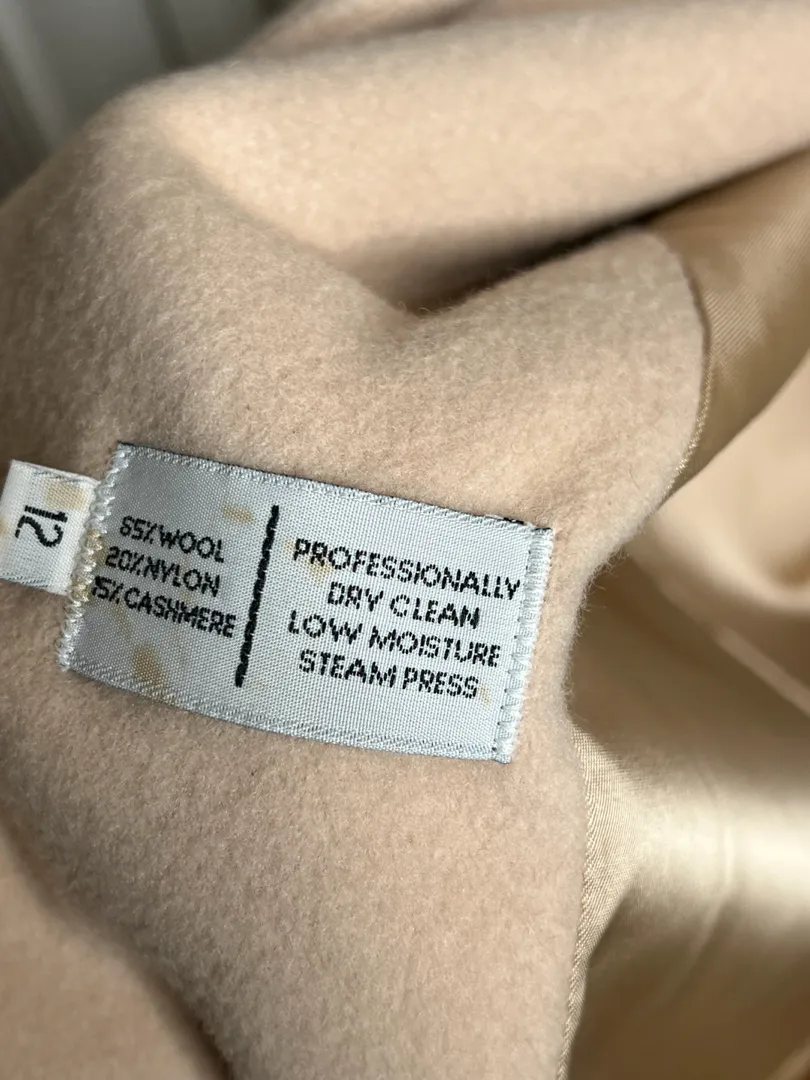 12
65%WOOL
20%NYLON
15%CASHMERE
PROFESSIONALLY
DRY CLEAN
LOW MOISTURE
STEAM PRESS